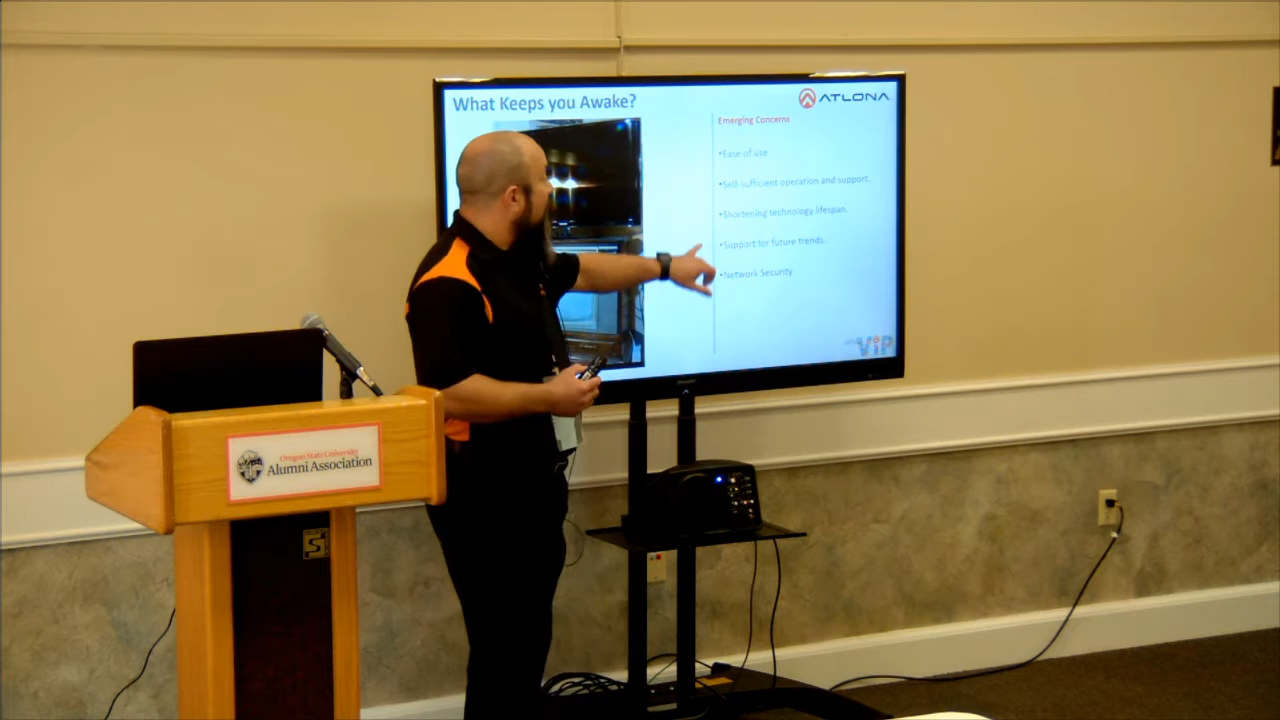 What Keeps you Awake?
ATLONA
Emerging Concerns
•Ease of use
•Self-sufficient operation and support.
•Shortening technology lifespan.
•Support for future trends.
•Network Security
ViP
Oregon State University
Alumni Association